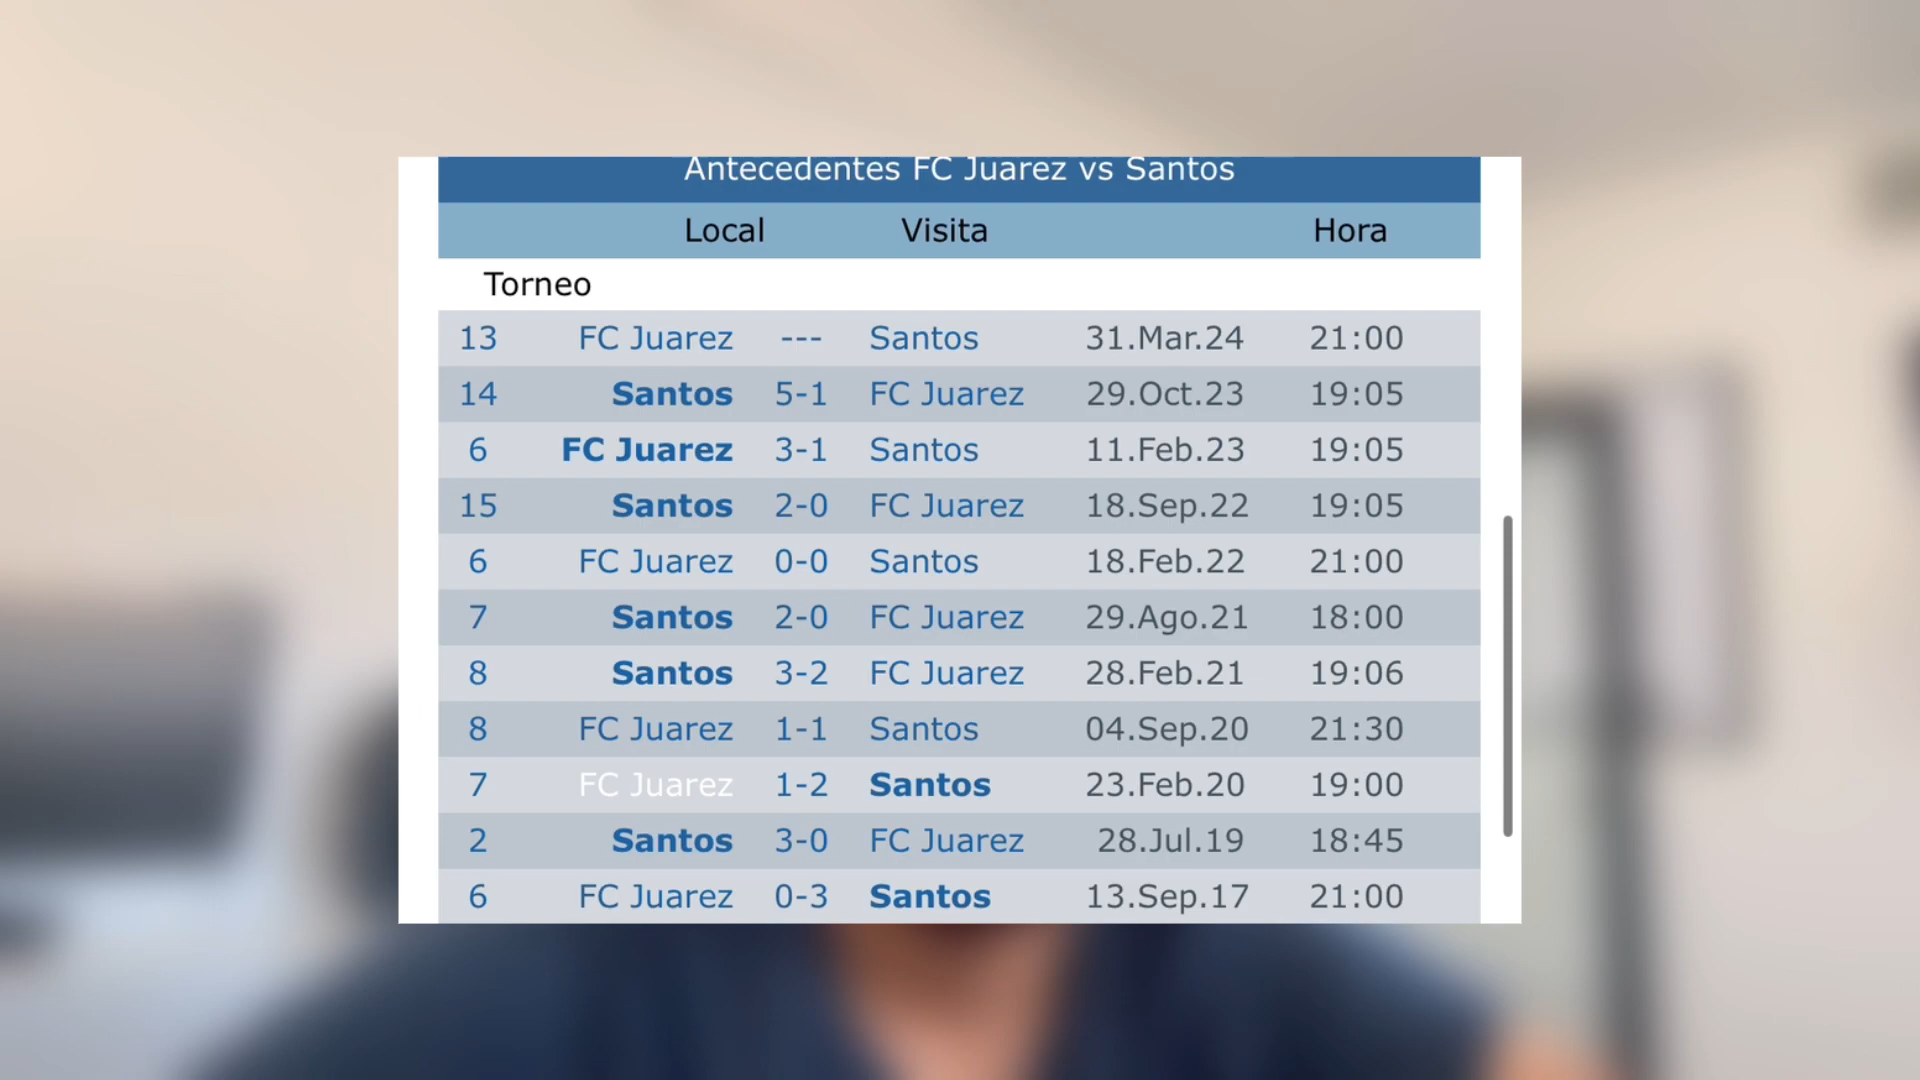 Antecedentes FC Juarez vs Santos
Local Visita Hora
Torneo
13 FC Juarez --- Santos 31.Mar.24 21:00
14 Santos 5-1 FC Juarez 29.Oct.23 19:05
6 FC Juarez 3-1 Santos 11.Feb.23 19:05
15 Santos 2-0 FC Juarez 18.Sep.22 19:05
6 FC Juarez 0-0 Santos 18.Feb.22 21:00
7 Santos 2-0 FC Juarez 29.Ago.21 18:00
8 Santos 3-2 FC Juarez 28.Feb.21 19:06
8 FC Juarez 1-1 Santos 04.Sep.20 21:30
7 FC Juarez 1-2 Santos 23.Feb.20 19:00
2 Santos 3-0 FC Juarez 28.Jul.19 18:45
6 FC Juarez 0-3 Santos 13.Sep.17 21:00